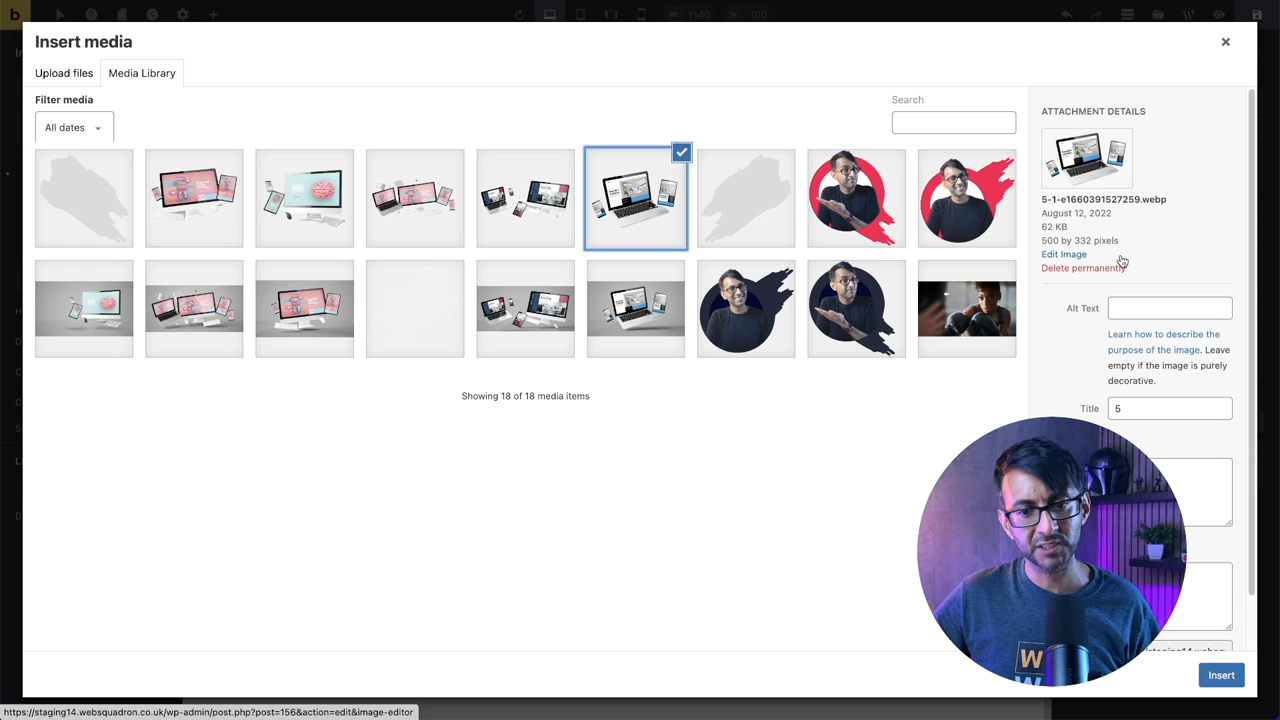 b
W 1140 % 100
Insert media
Upload files
Media Library
Filter media
Search
All dates
Showing 18 of 18 media items
ATTACHMENT DETAILS
5-1-e1660391527259.webp
August 12, 2022
62 KB
500 by 332 pixels
Edit Image
Delete permanently
Alt Text
Learn how to describe the
purpose of the image. Leave
empty if the image is purely
decorative.
Title
5
W
Insert
https://staging14.websquadron.co.uk/wp-admin/post.php?post=156&action=edit&image-editor